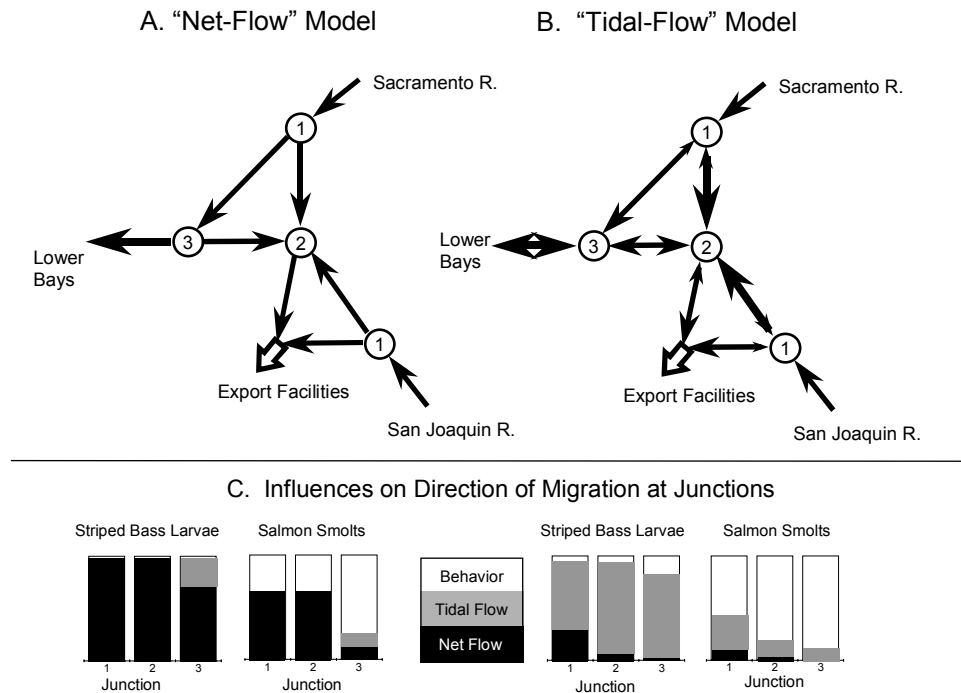 A. “Net-Flow” Model
B. “Tidal-Flow” Model
Sacramento R.
1
3
2
Lower
Bays
1
Export Facilities
San Joaquin R.
Sacramento R.
1
Lower
Bays
3
2
1
Export Facilities
San Joaquin R.
C. Influences on Direction of Migration at Junctions
Striped Bass Larvae
1 2 3
Junction
Salmon Smolts
1 2 3
Junction
Behavior
Tidal Flow
Net Flow
Striped Bass Larvae
1 2 3
Junction
Salmon Smolts
1 2 3
Junction